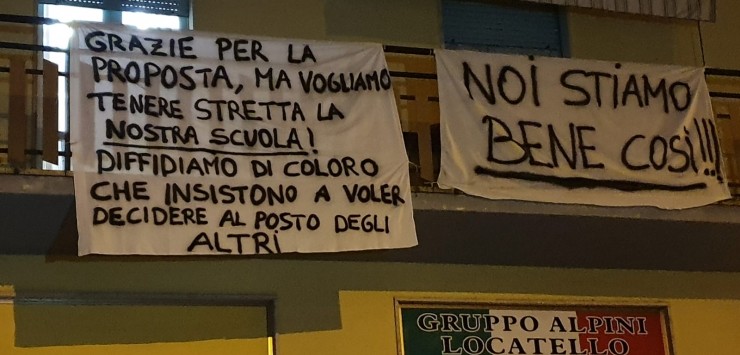 GRAZIE PER LA
PROPOSTA, MA VOGLIAMO
TENERE STRETTA LA
NOSTRA SCUOLA!
DIFFIDIAMO DI COLORO
CHE INSISTONO A VOLER
DECIDERE AL POSTO DEGLI
ALTRI
NOI STIAMO
BENE COSÌ!!!
GRUPPO ALPINI
LOCATELLO